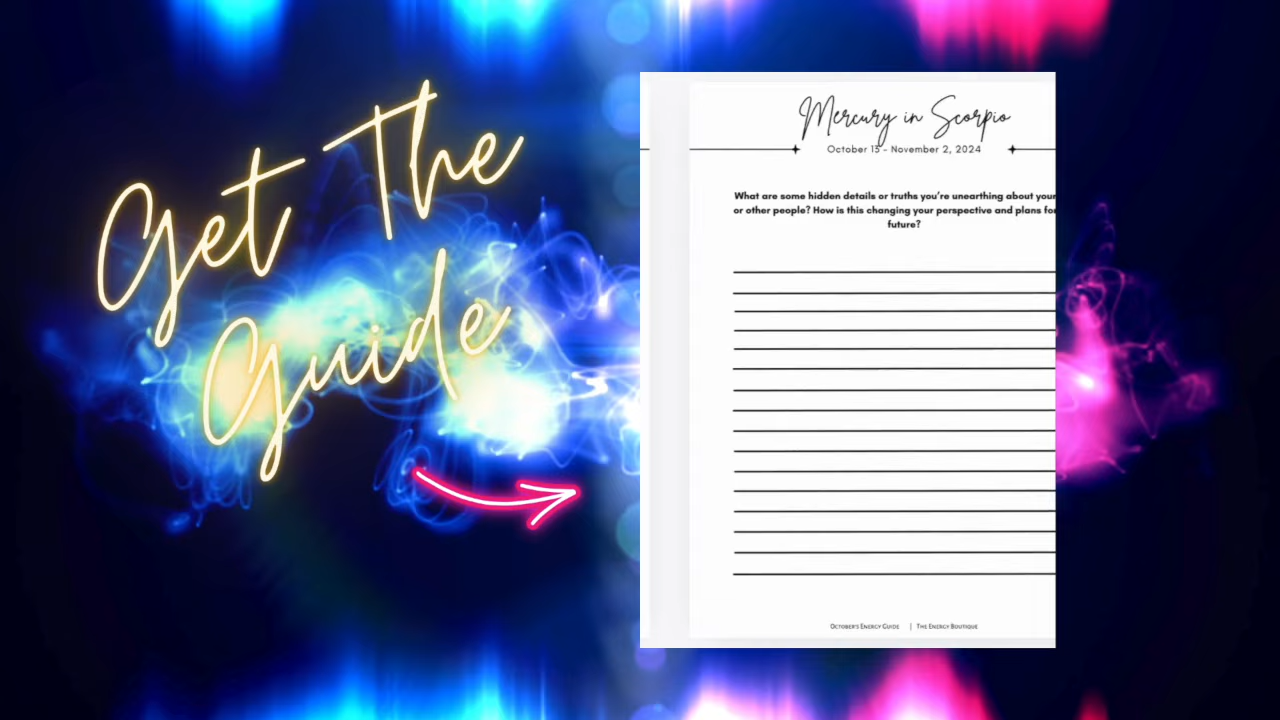 Get The
Guide
Mercury in Scorpio
October 15 - November 2, 2024
What are some hidden details or truths you're unearthing about your
or other people? How is this changing your perspective and plans for
future?
October's Energy Guide | The Energy Boutique